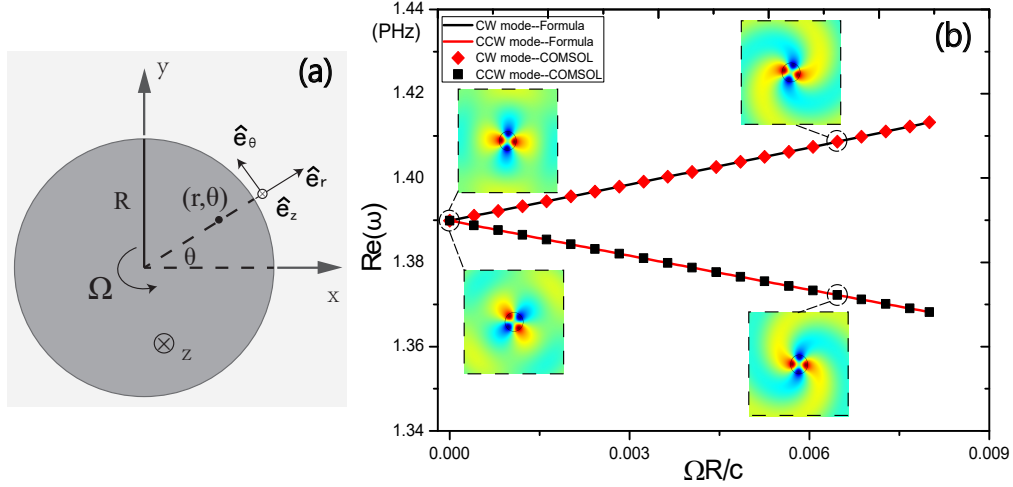 (a)
y
ê_θ
ê_r
R
(r,θ)
ê_z
θ
Ω
x
z
1.44
(PHz)
CW mode--Formula
CCW mode--Formula
CW mode--COMSOL
CCW mode--COMSOL
(b)
1.42
1.40
1.38
1.36
1.34
Re(ω)
0.000
0.003
0.006
0.009
ΩR/c